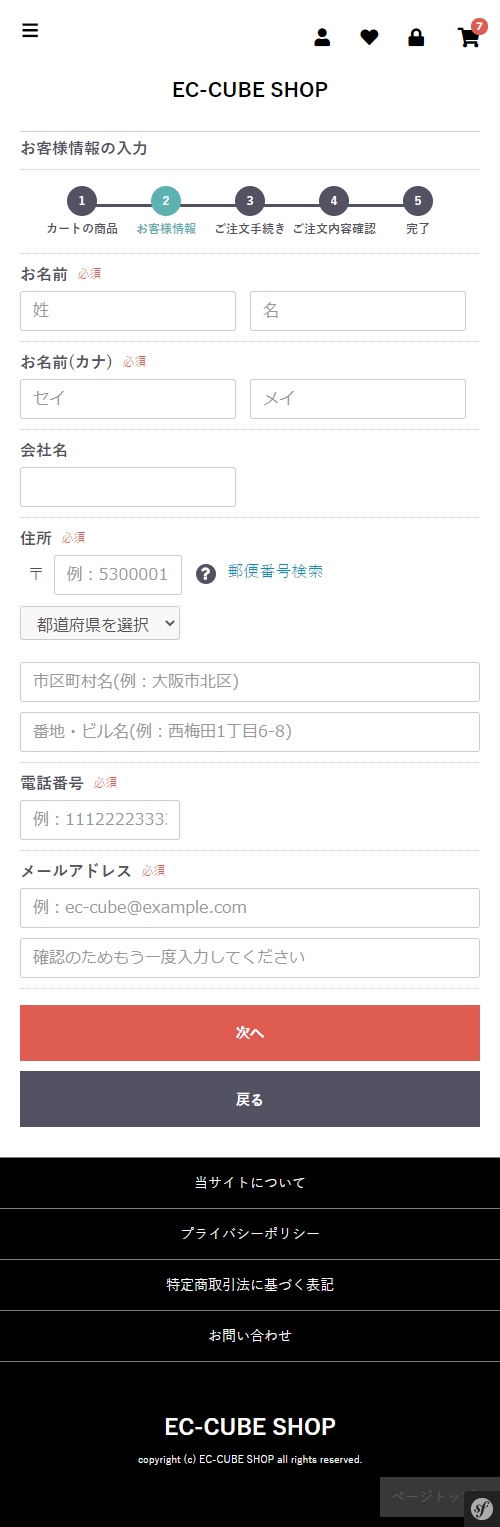 7
EC-CUBE SHOP
お客様情報の入力
1 2 3 4 5
カートの商品 お客様情報 ご注文手続き ご注文内容確認 完了
お名前 必須
姓 名
お名前(カナ) 必須
セイ メイ
会社名
住所 必須
〒 例：5300001 ? 郵便番号検索
都道府県を選択
市区町村名(例：大阪市北区)
番地・ビル名(例：西梅田1丁目6-8)
電話番号 必須
例：11122223333
メールアドレス 必須
例：ec-cube@example.com
確認のためもう一度入力してください
次へ
戻る
当サイトについて
プライバシーポリシー
特定商取引法に基づく表記
お問い合わせ
EC-CUBE SHOP
copyright (c) EC-CUBE SHOP all rights reserved.
ページトップ
sf